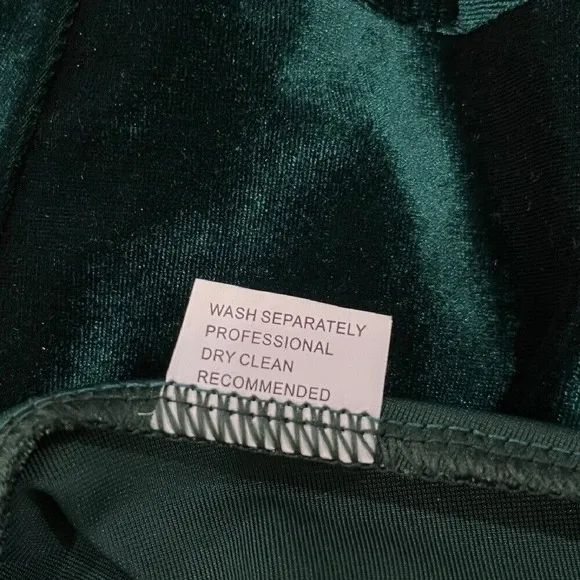 WASH SEPARATELY
PROFESSIONAL
DRY CLEAN
RECOMMENDED